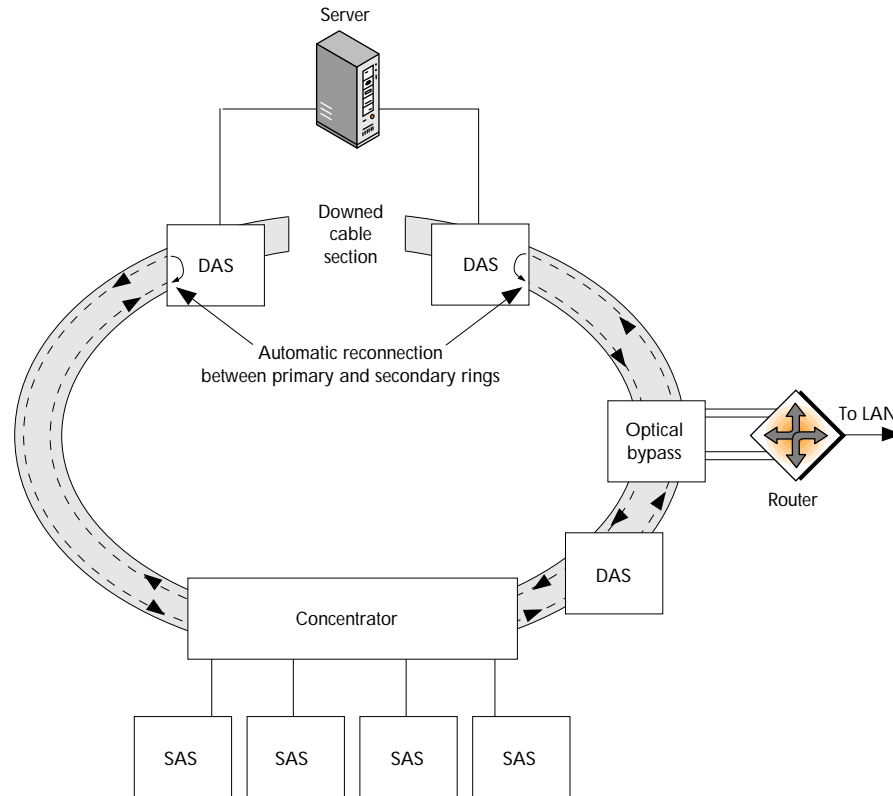 Server
Downed
cable
section
DAS
DAS
Automatic reconnection
between primary and secondary rings
Optical
bypass
To LAN
Router
DAS
Concentrator
SAS
SAS
SAS
SAS